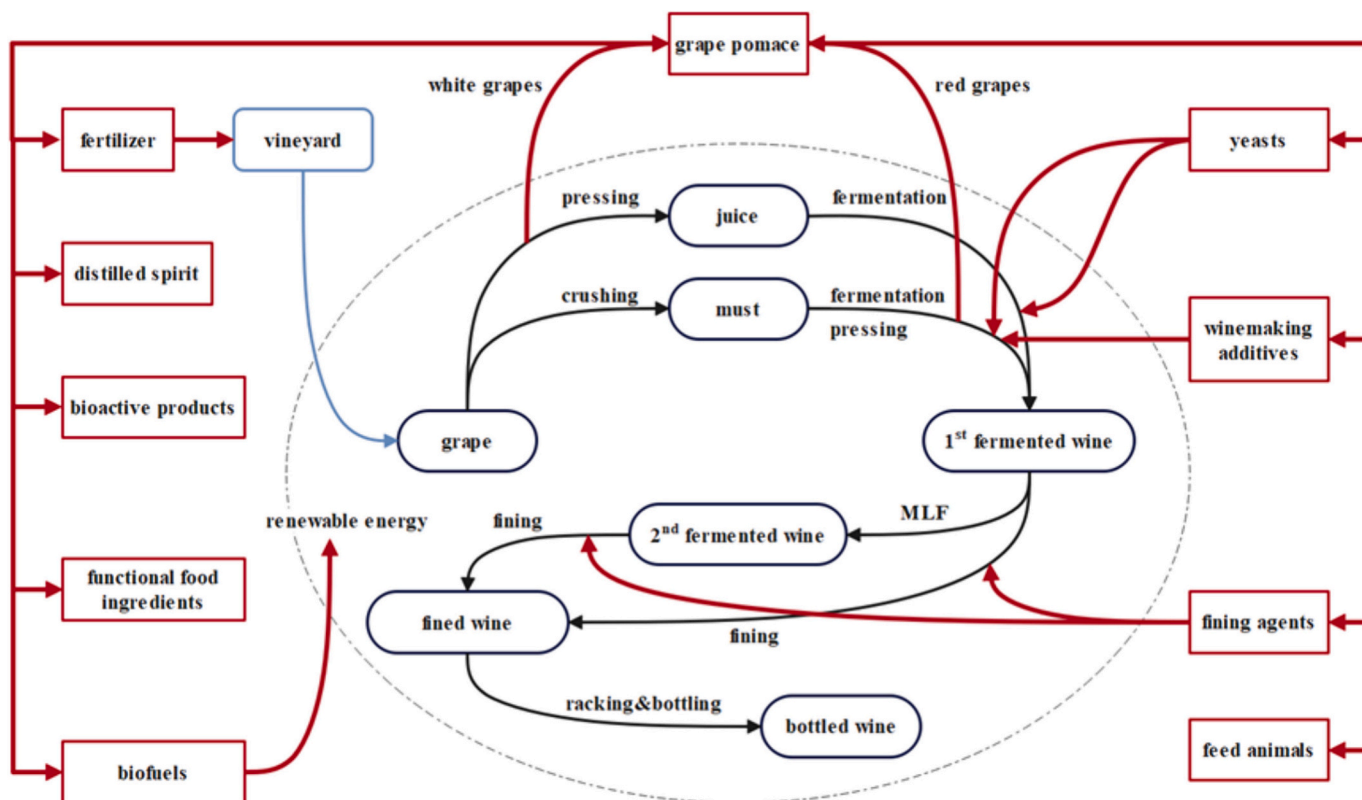 grape pomace
white grapes
red grapes
fertilizer
vineyard
yeasts
pressing
juice
fermentation
distilled spirit
crushing
must
fermentation
pressing
winemaking
additives
bioactive products
grape
1st fermented wine
renewable energy
fining
2nd fermented wine
MLF
functional food
ingredients
fined wine
fining
fining agents
racking&bottling
bottled wine
feed animals
biofuels